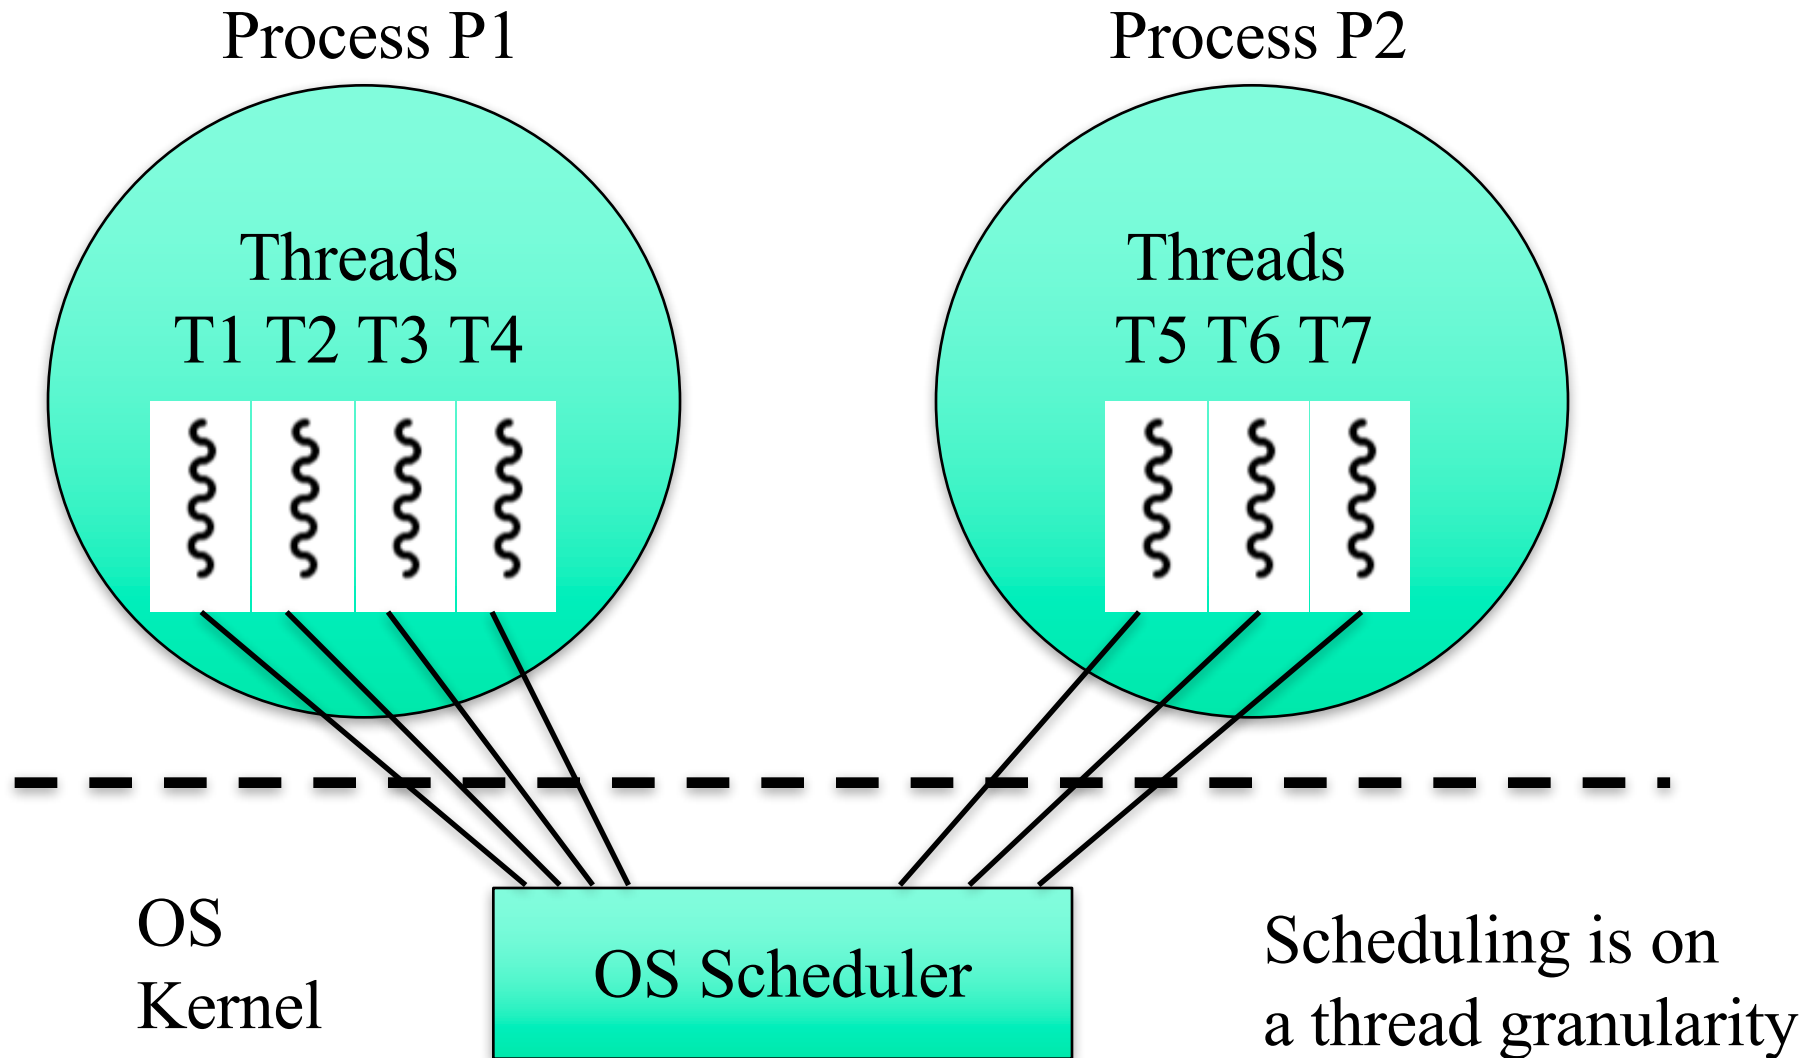 Process P1
Process P2
Threads
T1 T2 T3 T4
Threads
T5 T6 T7
OS
Kernel
OS Scheduler
Scheduling is on
a thread granularity